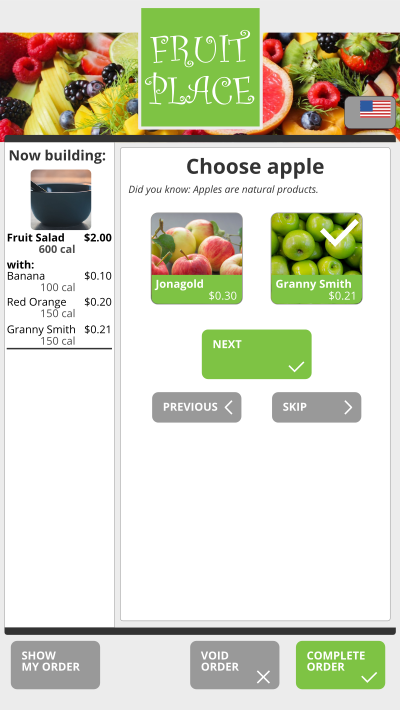 FRUIT
PLACE
Now building:
Fruit Salad $2.00
600 cal
with:
Banana $0.10
100 cal
Red Orange $0.20
150 cal
Granny Smith $0.21
150 cal
Choose apple
Did you know: Apples are natural products.
Jonagold
$0.30
Granny Smith
$0.21
NEXT
PREVIOUS
SKIP
SHOW
MY ORDER
VOID
ORDER
COMPLETE
ORDER